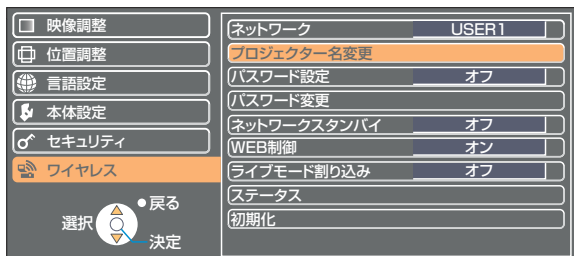 映像調整
位置調整
言語設定
本体設定
セキュリティ
ワイヤレス
戻る
選択
決定
ネットワーク USER1
プロジェクター名変更
パスワード設定 オフ
パスワード変更
ネットワークスタンバイ オフ
WEB制御 オン
ライブモード割り込み オフ
ステータス
初期化